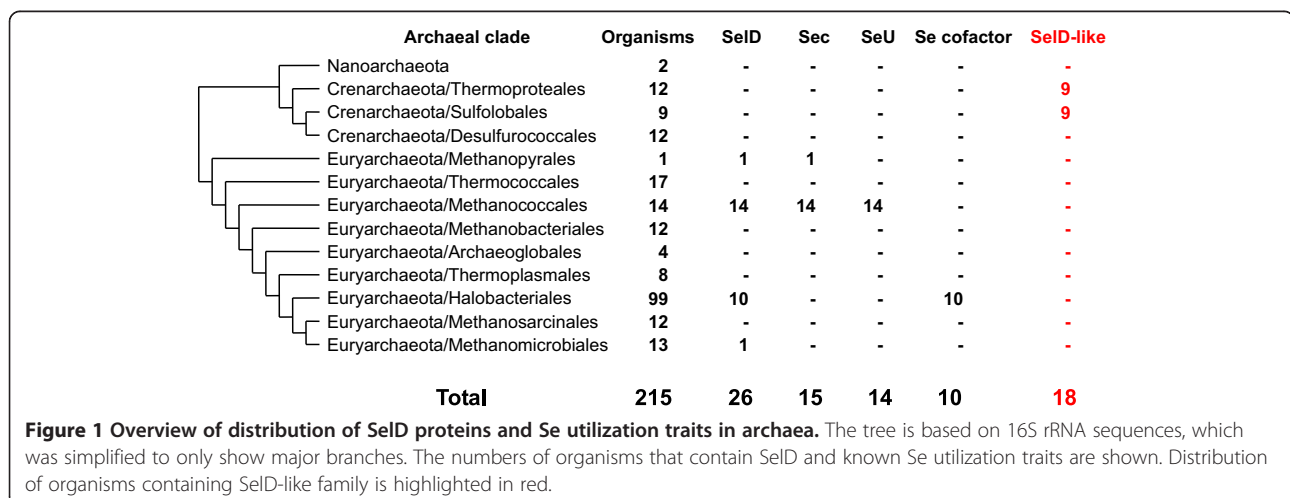 Archaeal clade Organisms SelD Sec SeU Se cofactor SelD-like
Nanoarchaeota 2 - - - - -
Crenarchaeota/Thermoproteales 12 - - - - 9
Crenarchaeota/Sulfolobales 9 - - - - 9
Crenarchaeota/Desulfurococcales 12 - - - - -
Euryarchaeota/Methanopyrales 1 1 1 - - -
Euryarchaeota/Thermococcales 17 - - - - -
Euryarchaeota/Methanococcales 14 14 14 14 - -
Euryarchaeota/Methanobacteriales 12 - - - - -
Euryarchaeota/Archaeoglobales 4 - - - - -
Euryarchaeota/Thermoplasmales 8 - - - - -
Euryarchaeota/Halobacteriales 99 10 - - 10 -
Euryarchaeota/Methanosarcinales 12 - - - - -
Euryarchaeota/Methanomicrobiales 13 1 - - - -
Total 215 26 15 14 10 18
Figure 1 Overview of distribution of SelD proteins and Se utilization traits in archaea. The tree is based on 16S rRNA sequences, which
was simplified to only show major branches. The numbers of organisms that contain SelD and known Se utilization traits are shown. Distribution
of organisms containing SelD-like family is highlighted in red.